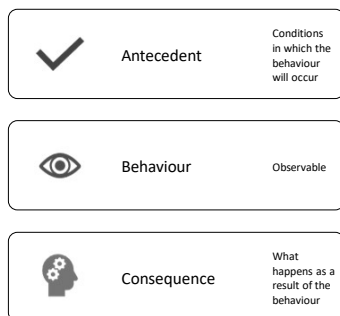 Antecedent
Conditions
in which the
behaviour
will occur
Behaviour
Observable
Consequence
What
happens as a
result of the
behaviour